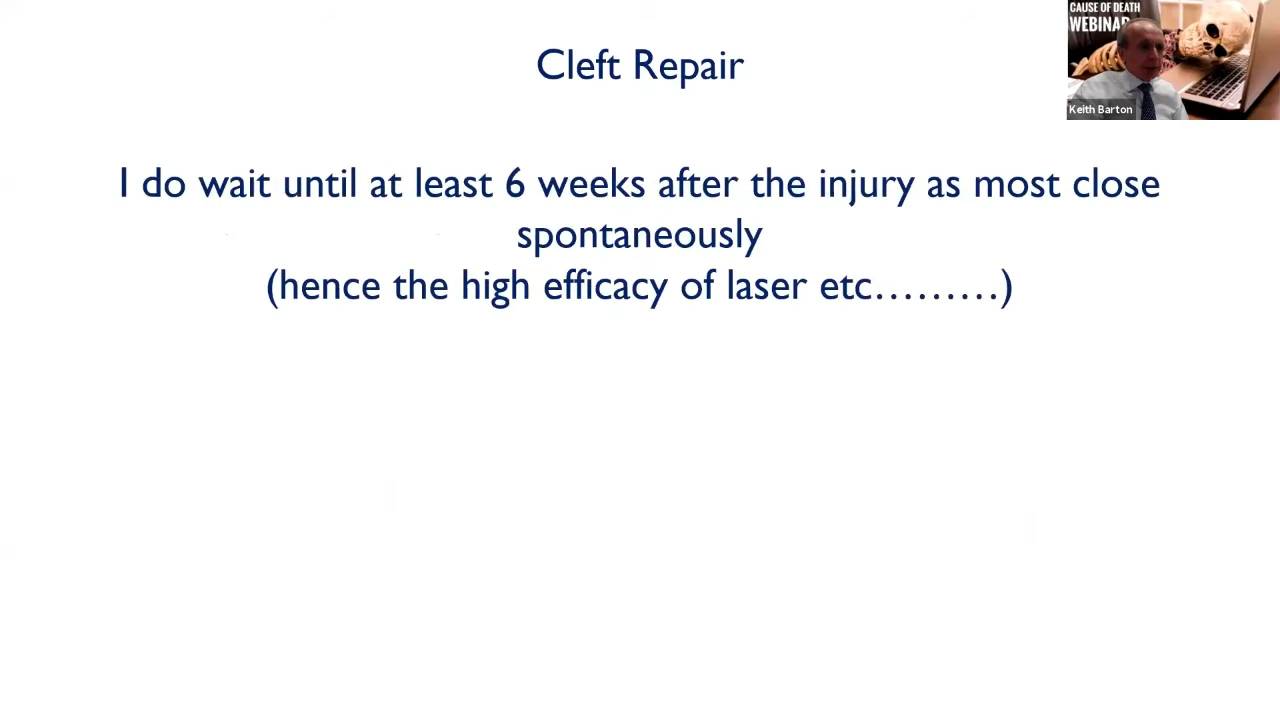 CAUSE OF DEATH
WEBINAR
Cleft Repair
Keith Barton
I do wait until at least 6 weeks after the injury as most close
spontaneously
(hence the high efficacy of laser etc.........)